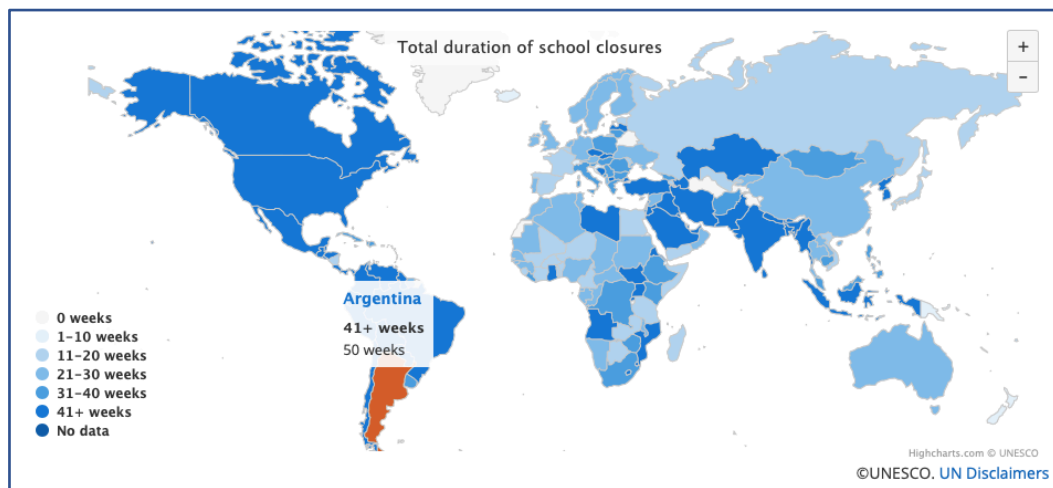 Total duration of school closures
+
-
Argentina
41+ weeks
50 weeks
0 weeks
1-10 weeks
11-20 weeks
21-30 weeks
31-40 weeks
41+ weeks
No data
Highcharts.com © UNESCO
©UNESCO. UN Disclaimers